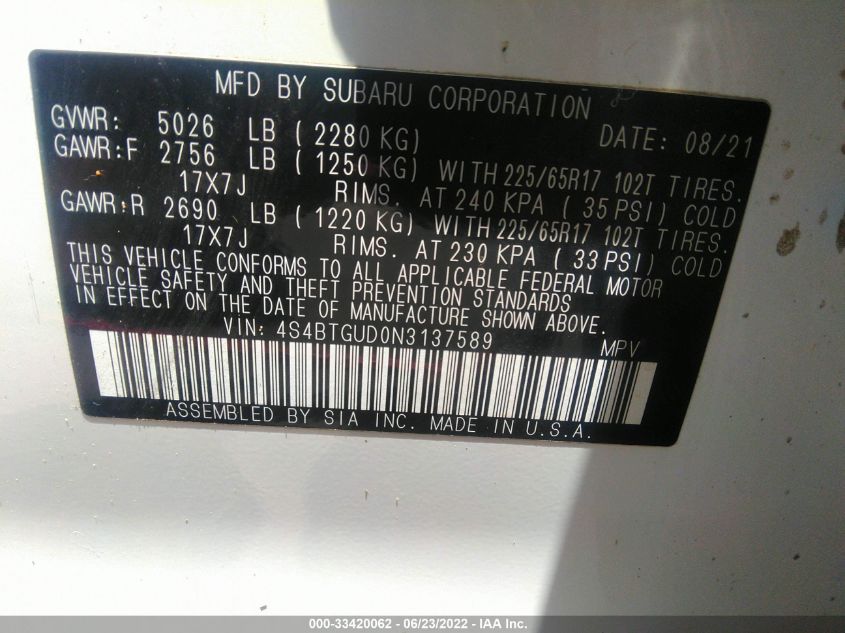 MFD BY SUBARU CORPORATION
GVWR: 5026 LB ( 2280 KG) DATE: 08/21
GAWR:F 2756 LB ( 1250 KG) WITH 225/65R17 102T TIRES.
17X7J RIMS. AT 240 KPA ( 35 PSI) COLD
GAWR:R 2690 LB ( 1220 KG) WITH 225/65R17 102T TIRES.
17X7J RIMS. AT 230 KPA ( 33 PSI) COLD
THIS VEHICLE CONFORMS TO ALL APPLICABLE FEDERAL MOTOR
VEHICLE SAFETY AND THEFT PREVENTION STANDARDS
IN EFFECT ON THE DATE OF MANUFACTURE SHOWN ABOVE.
VIN: 4S4BTGUD0N3137589 MPV
ASSEMBLED BY SIA INC. MADE IN U.S.A.
000-33420062 - 06/23/2022 - IAA Inc.